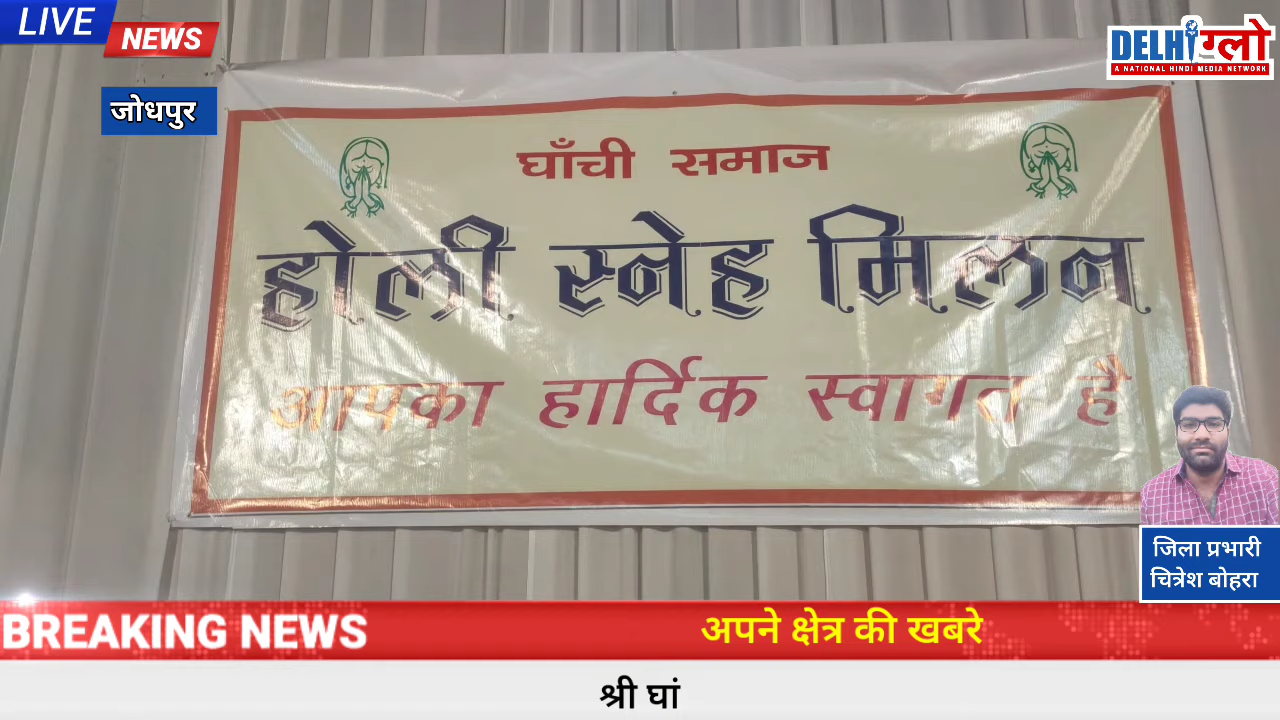 LIVE
NEWS
DELHI ग्लो
A NATIONAL HINDI MEDIA NETWORK
जोधपुर
घाँची समाज
होली स्नेह मिलन
आपका हार्दिक स्वागत है
जिला प्रभारी
चित्रेश बोहरा
BREAKING NEWS
अपने क्षेत्र की खबरे
श्री घां